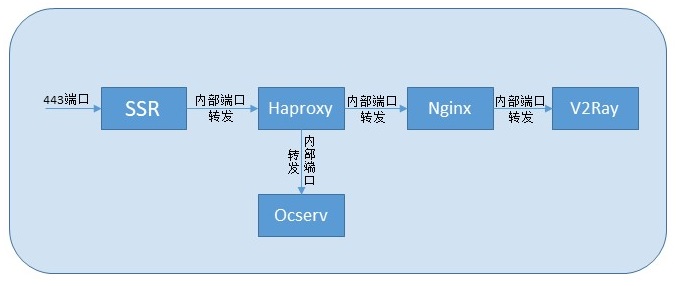 443端口
SSR
内部端口
转发
Haproxy
内部端口
转发
Nginx
内部端口
转发
V2Ray
内部端口
转发
Ocserv